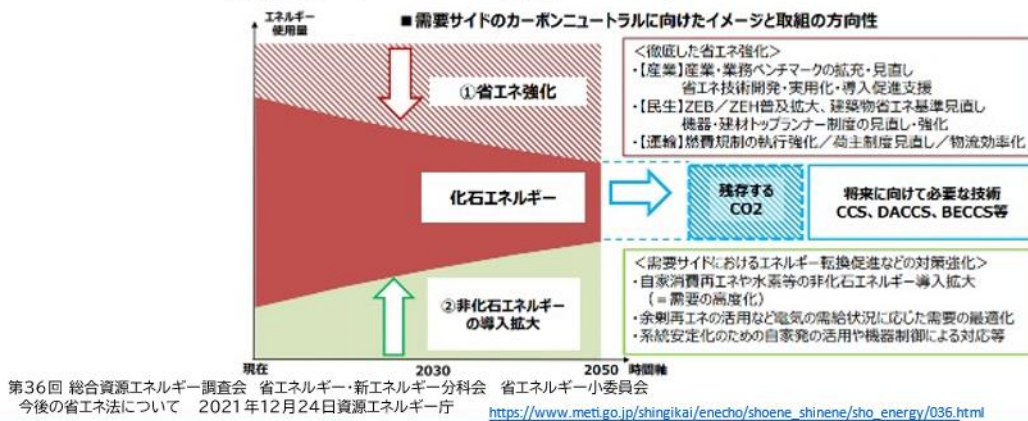 ■需要サイドのカーボンニュートラルに向けたイメージと取組の方向性
エネルギー
使用量
①省エネ強化
化石エネルギー
②非化石エネルギー
の導入拡大
現在
2030
2050
時間軸
<徹底した省エネ強化>
・【産業】産業・業務ベンチマークの拡充・見直し
省エネ技術開発・実用化・導入促進支援
・【民生】ZEB/ZEH普及拡大、建築物省エネ基準見直し
機器・建材トップランナー制度の見直し・強化
・【運輸】燃費規制の執行強化/荷主制度見直し/物流効率化
残存する
CO2
将来に向けて必要な技術
CCS、DACCS、BECCS等
<需要サイドにおけるエネルギー転換促進などの対策強化>
・自家消費再エネや水素等の非化石エネルギー導入拡大
(=需要の高度化)
・余剰再エネの活用など電気の需給状況に応じた需要の最適化
・系統安定化のための自家発の活用や機器制御による対応等
第36回 総合資源エネルギー調査会 省エネルギー・新エネルギー分科会 省エネルギー小委員会
今後の省エネ法について 2021年12月24日資源エネルギー庁
https://www.meti.go.jp/shingikai/enecho/shoene_shinene/sho_energy/036.html